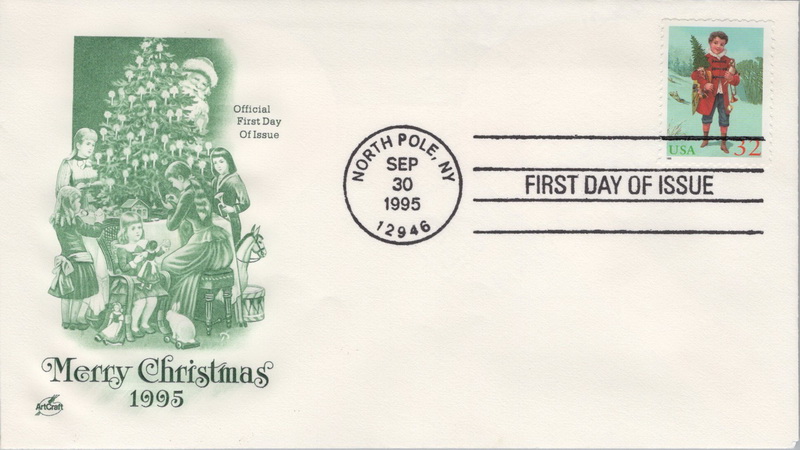 Official
First Day
Of Issue
Merry Christmas
1995
ArtCraft
NORTH POLE, NY
SEP
30
1995
12946
FIRST DAY OF ISSUE
USA 32